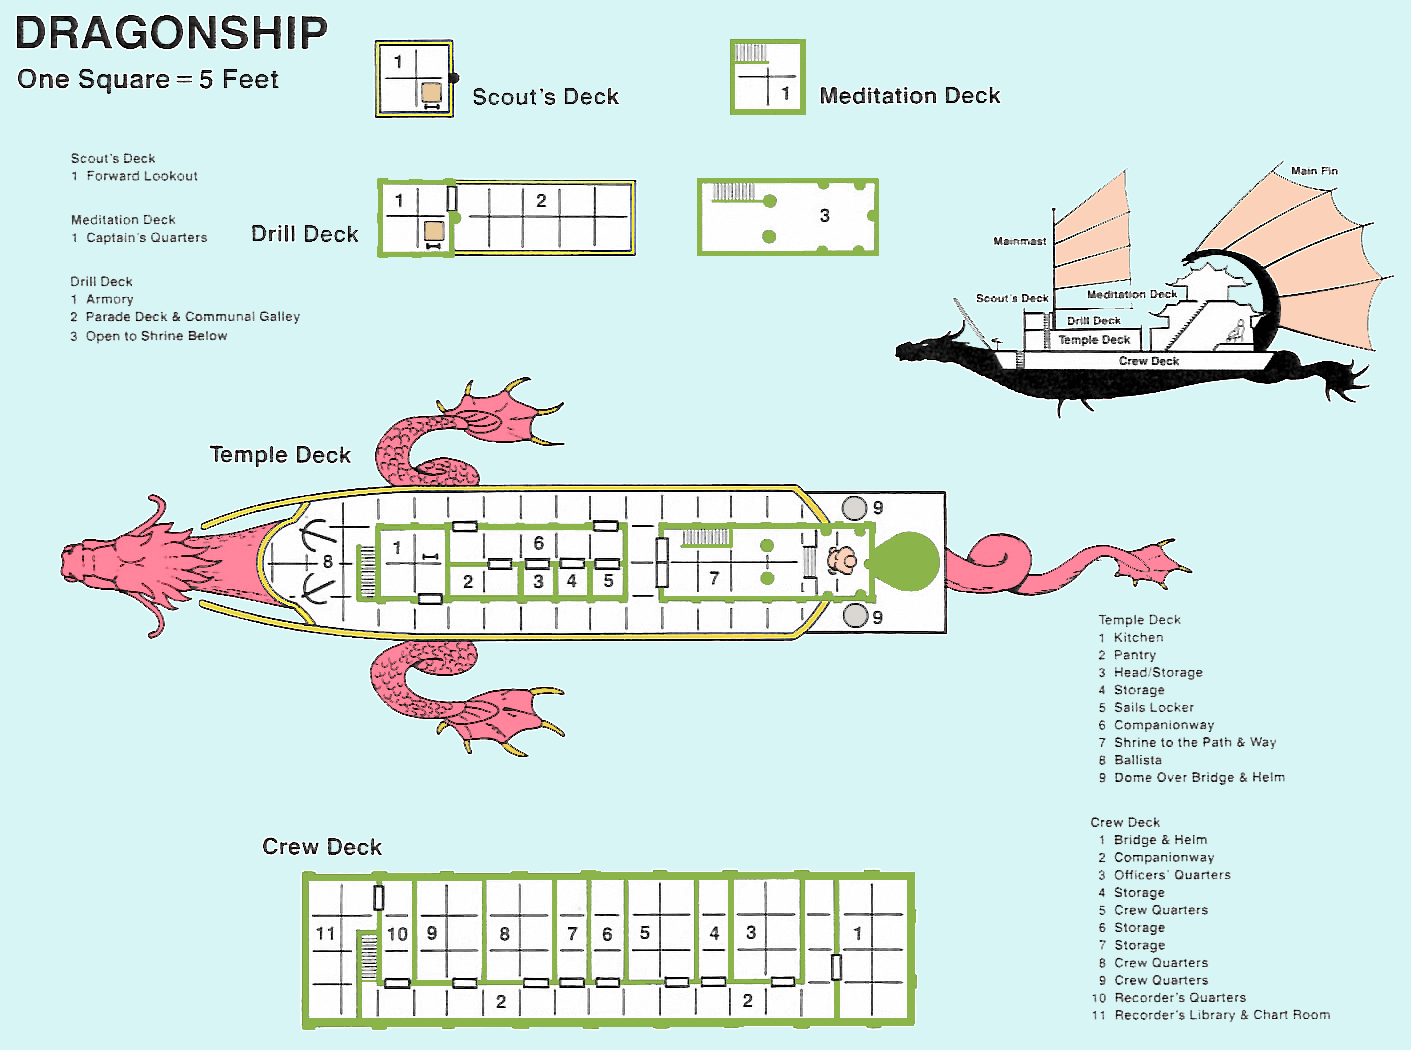 DRAGONSHIP
One Square = 5 Feet
1
Scout's Deck
1
Meditation Deck
Scout's Deck
1 Forward Lookout
Meditation Deck
1 Captain's Quarters
Drill Deck
1 Armory
2 Parade Deck & Communal Galley
3 Open to Shrine Below
Drill Deck
1
2
3
Main Fin
Mainmast
Scout's Deck
Meditation Deck
Drill Deck
Temple Deck
Crew Deck
Temple Deck
9
8
1
6
2
3
4
5
7
9
Temple Deck
1 Kitchen
2 Pantry
3 Head/Storage
4 Storage
5 Sails Locker
6 Companionway
7 Shrine to the Path & Way
8 Ballista
9 Dome Over Bridge & Helm
Crew Deck
11
10
9
8
7
6
5
4
3
1
2
2
Crew Deck
1 Bridge & Helm
2 Companionway
3 Officers' Quarters
4 Storage
5 Crew Quarters
6 Storage
7 Storage
8 Crew Quarters
9 Crew Quarters
10 Recorder's Quarters
11 Recorder's Library & Chart Room